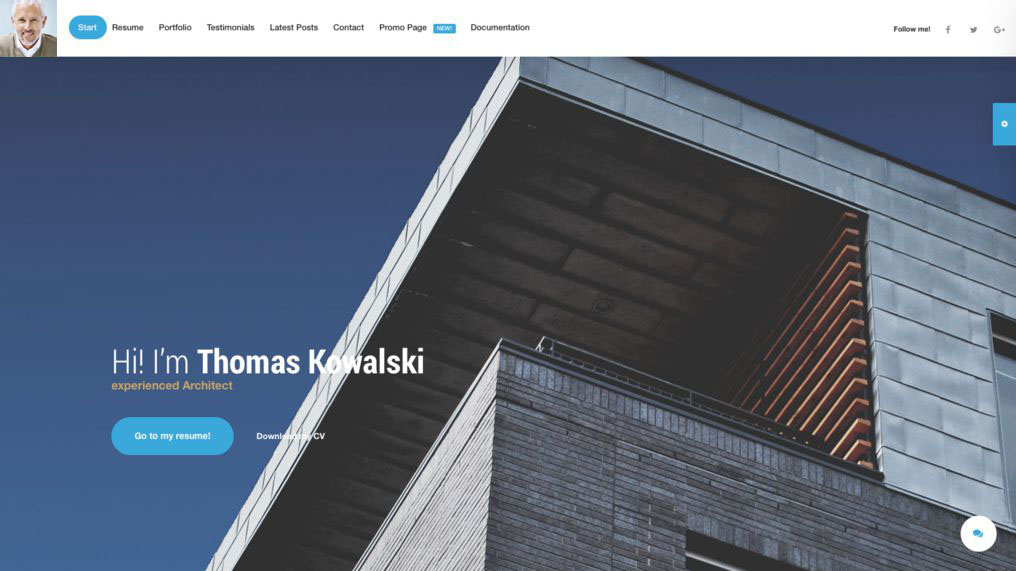 Start Resume Portfolio Testimonials Latest Posts Contact Promo Page NEW! Documentation Follow me!
Hi! I'm Thomas Kowalski
experienced Architect
Go to my resume! Download my CV